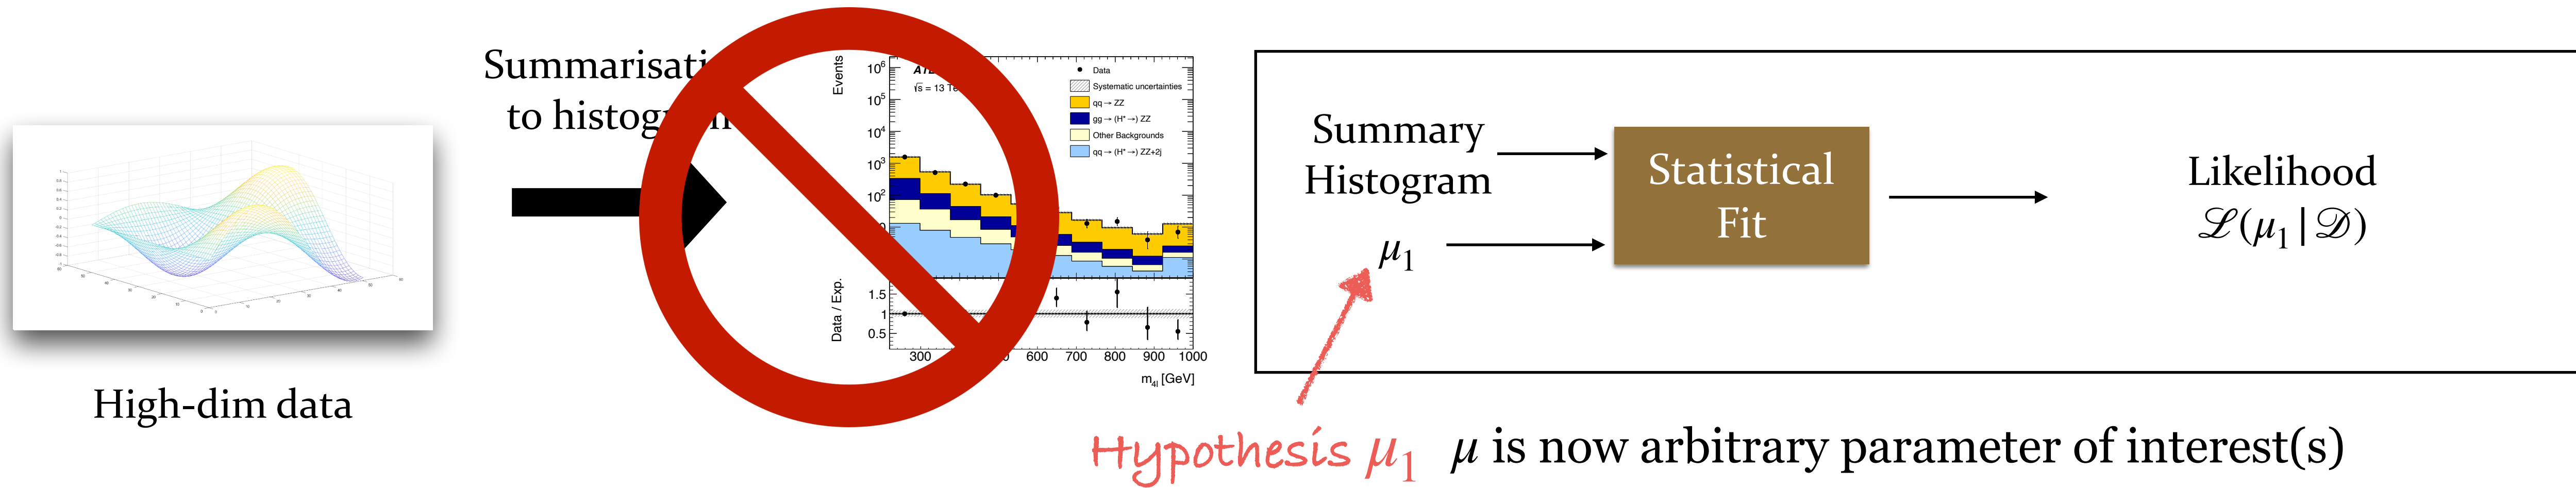 High-dim data
Summarisati
to histogram
Events
10⁶
10⁵
10⁴
10³
10²
√s = 13 Te
Data
Systematic uncertainties
qq → ZZ
gg → (H* →) ZZ
Other Backgrounds
qq → (H* →) ZZ+2j
Data / Exp.
1.5
1
0.5
300
600
700
800
900
1000
m₄ₗ [GeV]
Summary
Histogram
μ₁
Statistical
Fit
Likelihood
ℒ(μ₁|𝒟)
Hypothesis μ₁
μ is now arbitrary parameter of interest(s)